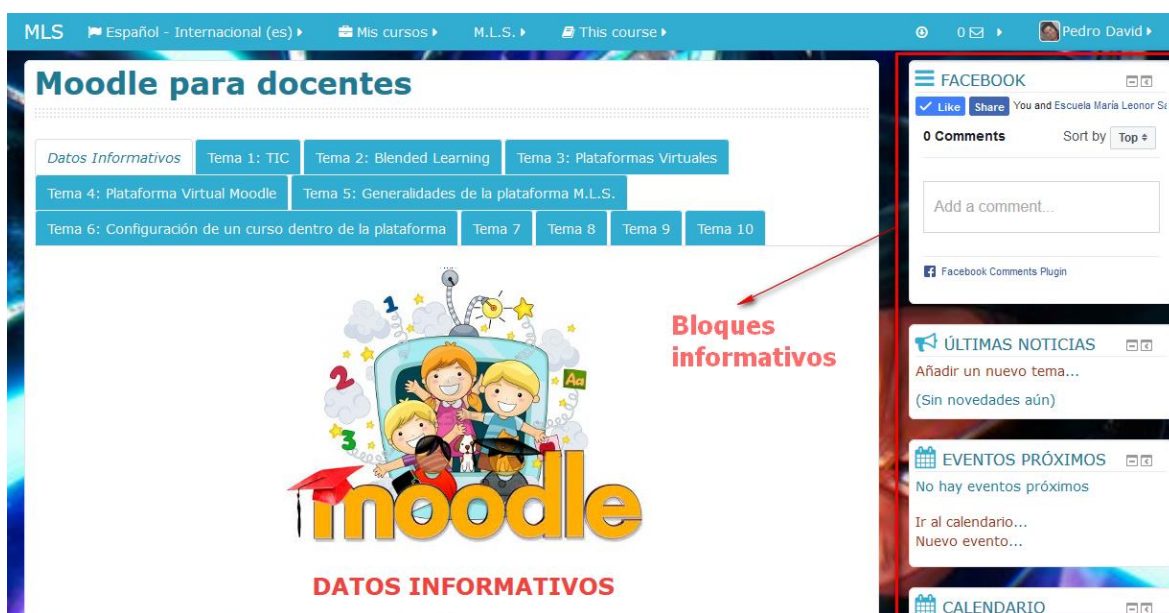 MLS Español - Internacional (es) Mis cursos M.L.S. This course 0 Pedro David
Moodle para docentes
Datos Informativos Tema 1: TIC Tema 2: Blended Learning Tema 3: Plataformas Virtuales
Tema 4: Plataforma Virtual Moodle Tema 5: Generalidades de la plataforma M.L.S.
Tema 6: Configuración de un curso dentro de la plataforma Tema 7 Tema 8 Tema 9 Tema 10
1
2
3
Aa
moodle
DATOS INFORMATIVOS
Bloques
informativos
FACEBOOK
Like Share You and Escuela María Leonor
0 Comments Sort by Top
Add a comment...
Facebook Comments Plugin
ÚLTIMAS NOTICIAS
Añadir un nuevo tema...
(Sin novedades aún)
EVENTOS PRÓXIMOS
No hay eventos próximos
Ir al calendario...
Nuevo evento...
CALENDARIO